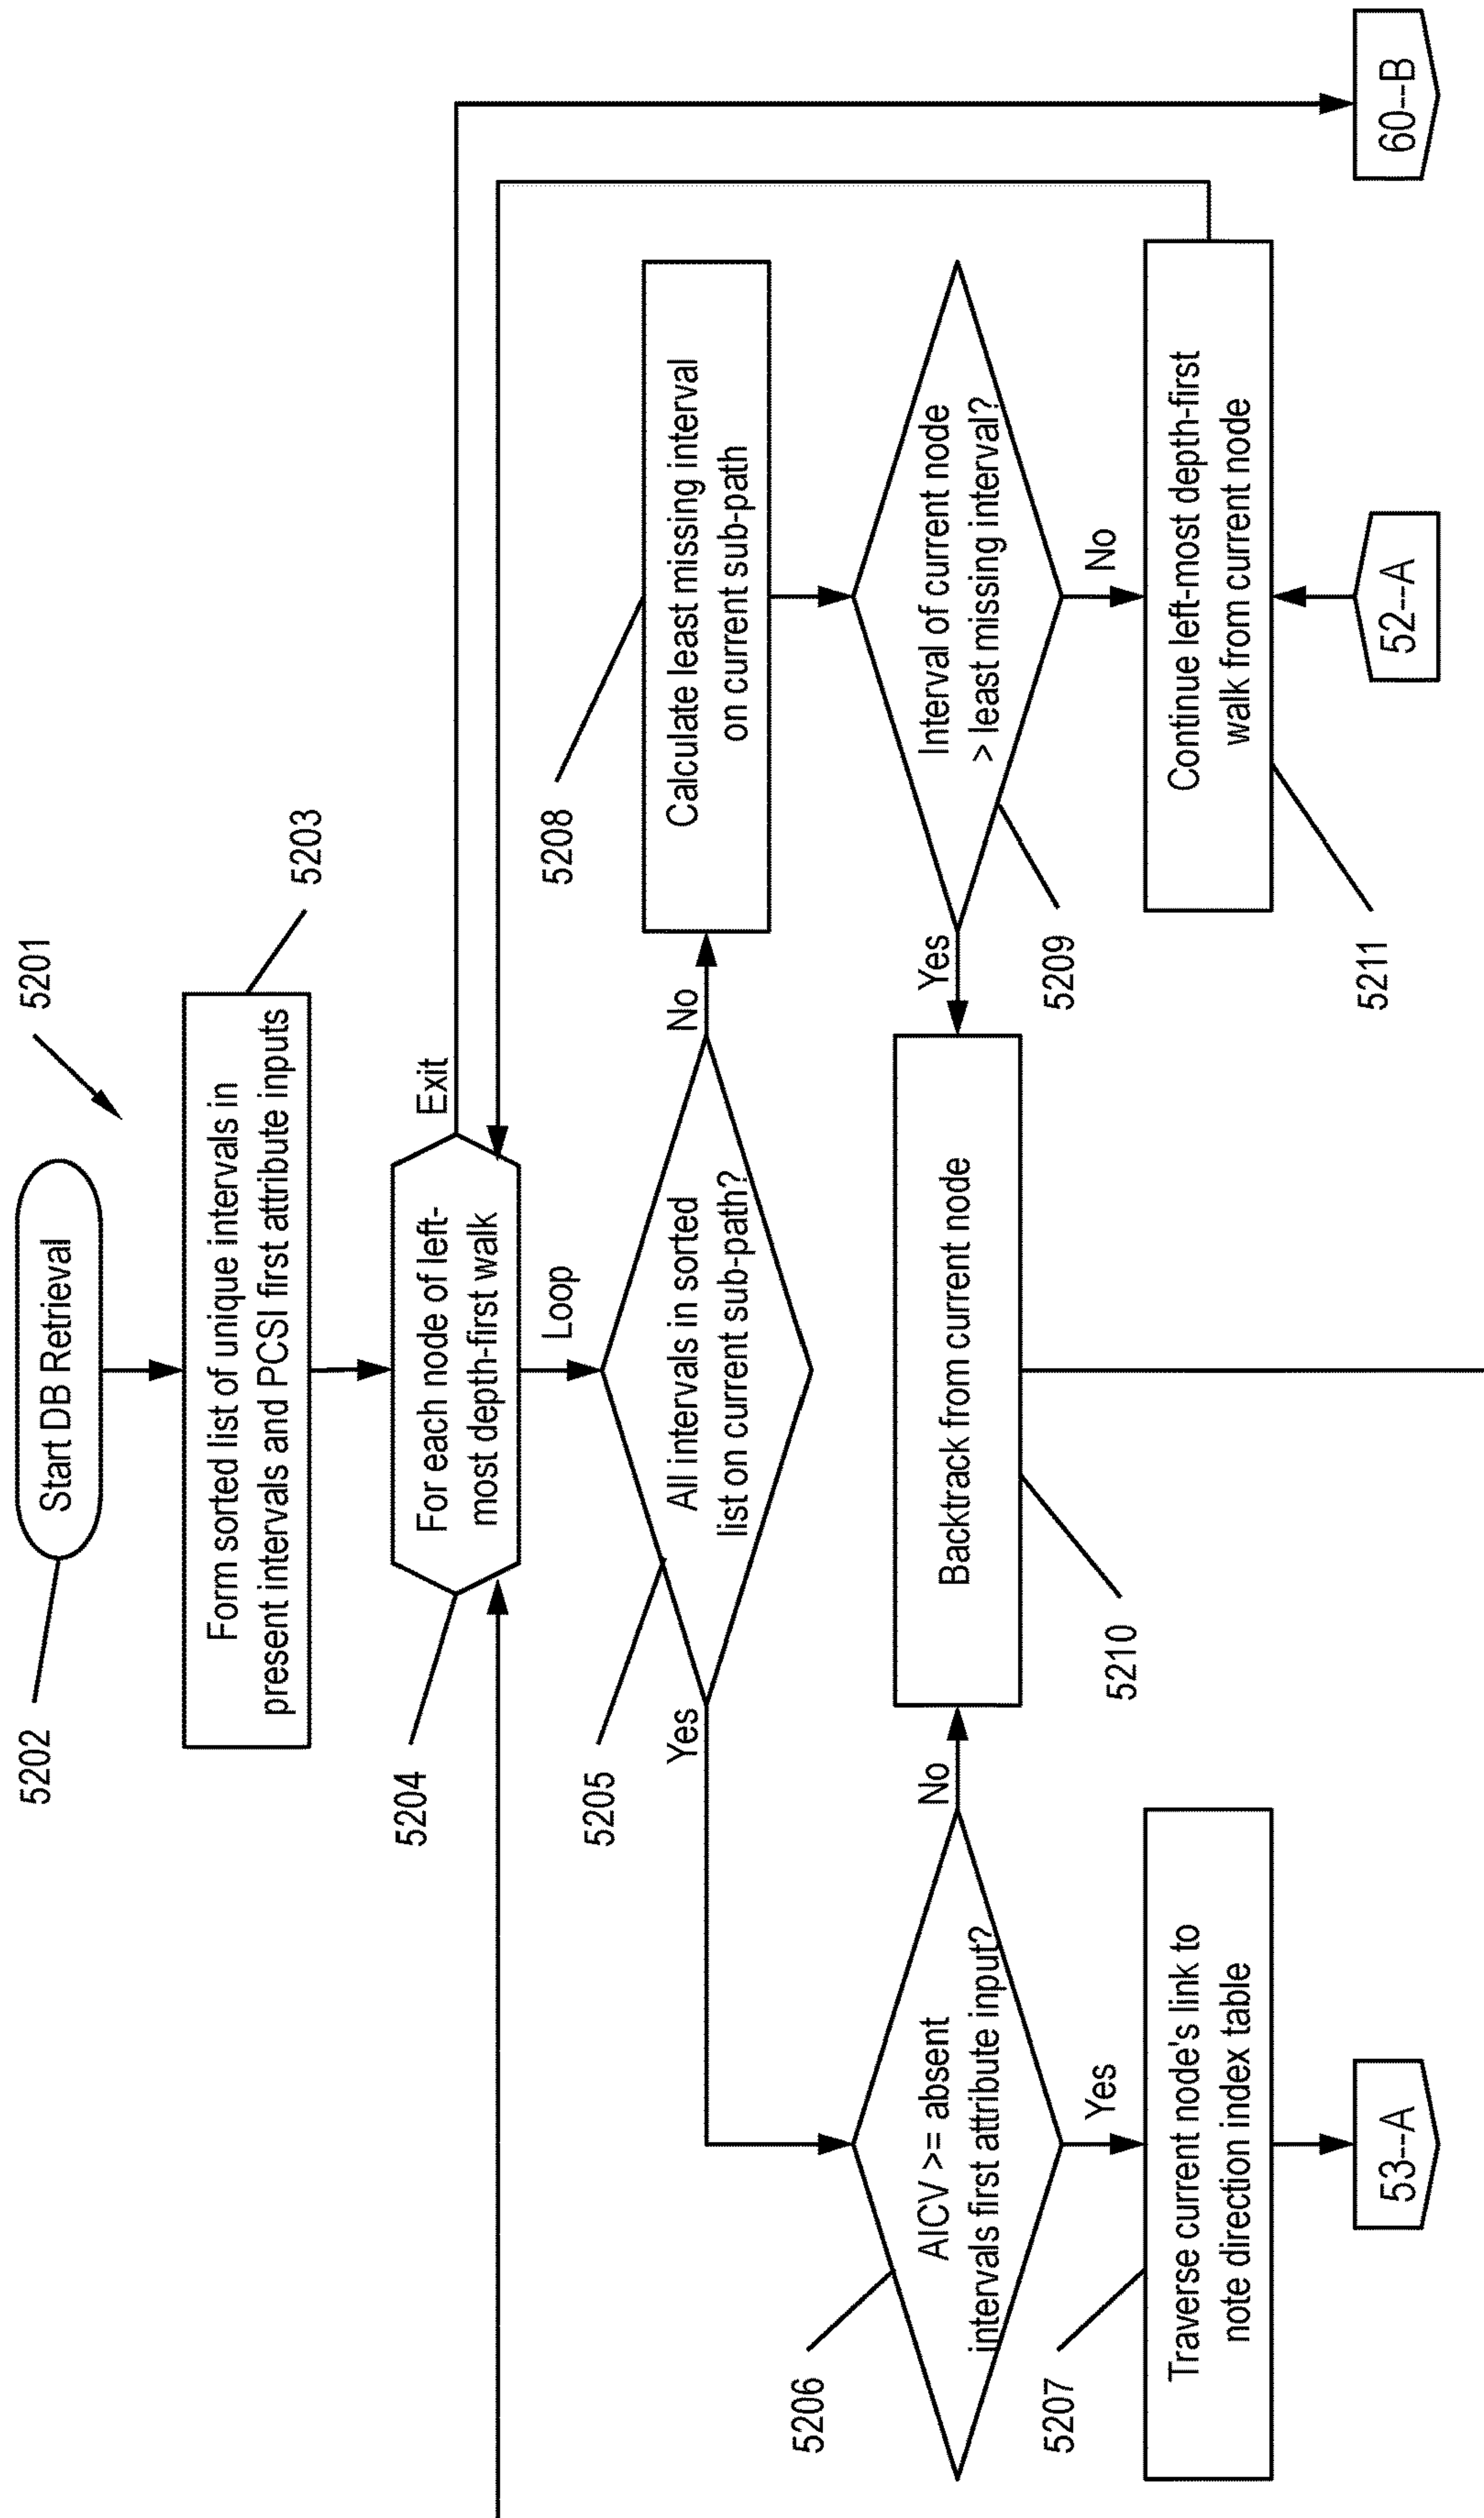 5201
5202
Start DB Retrieval
5203
Form sorted list of unique intervals in
present intervals and PCSI first attribute inputs
5204
For each node of left-
most depth-first walk
Exit
Loop
5205
All intervals in sorted
list on current sub-path?
Yes
No
5208
Calculate least missing interval
on current sub-path
5206
AICV >= absent
intervals first attribute input?
No
Yes
5210
Backtrack from current node
Yes
5209
Interval of current node
> least missing interval?
No
5207
Traverse current node's link to
note direction index table
5211
Continue left-most depth-first
walk from current node
53--A
52--A
60--B